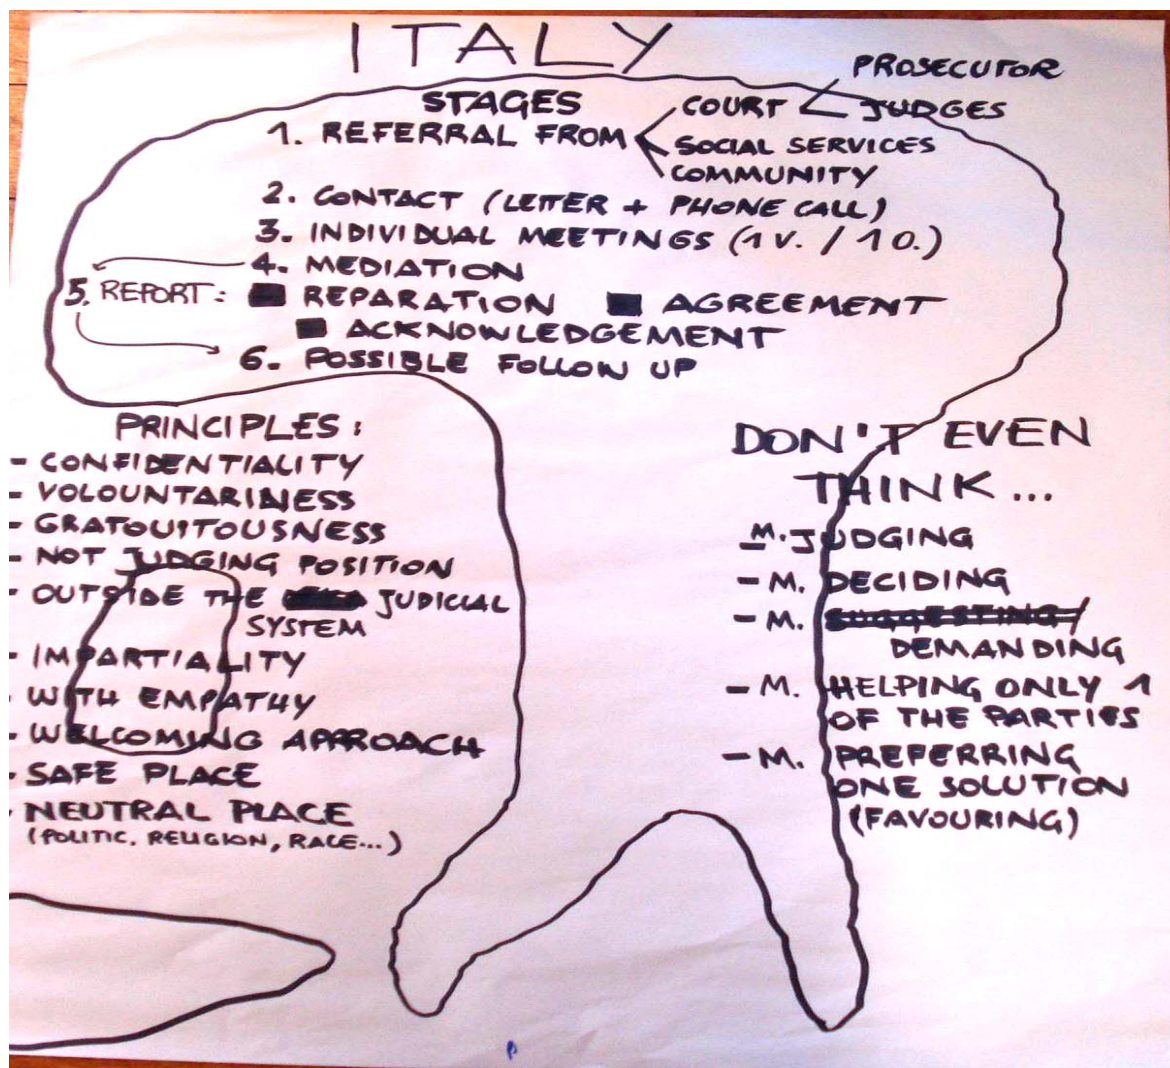 ITALY
STAGES
PROSECUTOR
COURT < JUDGES
1. REFERRAL FROM
SOCIAL SERVICES
COMMUNITY
2. CONTACT (LETTER + PHONE CALL)
3. INDIVIDUAL MEETINGS (1 V. / 1 O.)
4. MEDIATION
5. REPORT: ■ REPARATION ■ AGREEMENT
■ ACKNOWLEDGEMENT
6. POSSIBLE FOLLOW UP
PRINCIPLES:
- CONFIDENTIALITY
- VOLOUNTARINESS
- GRATOUITOUSNESS
- NOT JUDGING POSITION
- OUTSIDE THE JUDICIAL
SYSTEM
- IMPARTIALITY
- WITH EMPATHY
- WELCOMING APPROACH
- SAFE PLACE
- NEUTRAL PLACE
(POLITIC, RELIGION, RACE...)
DON'T EVEN
THINK...
M. JUDGING
- M. DECIDING
- M. SUGGESTING/
DEMANDING
- M. HELPING ONLY 1
OF THE PARTIES
- M. PREFERRING
ONE SOLUTION
(FAVOURING)